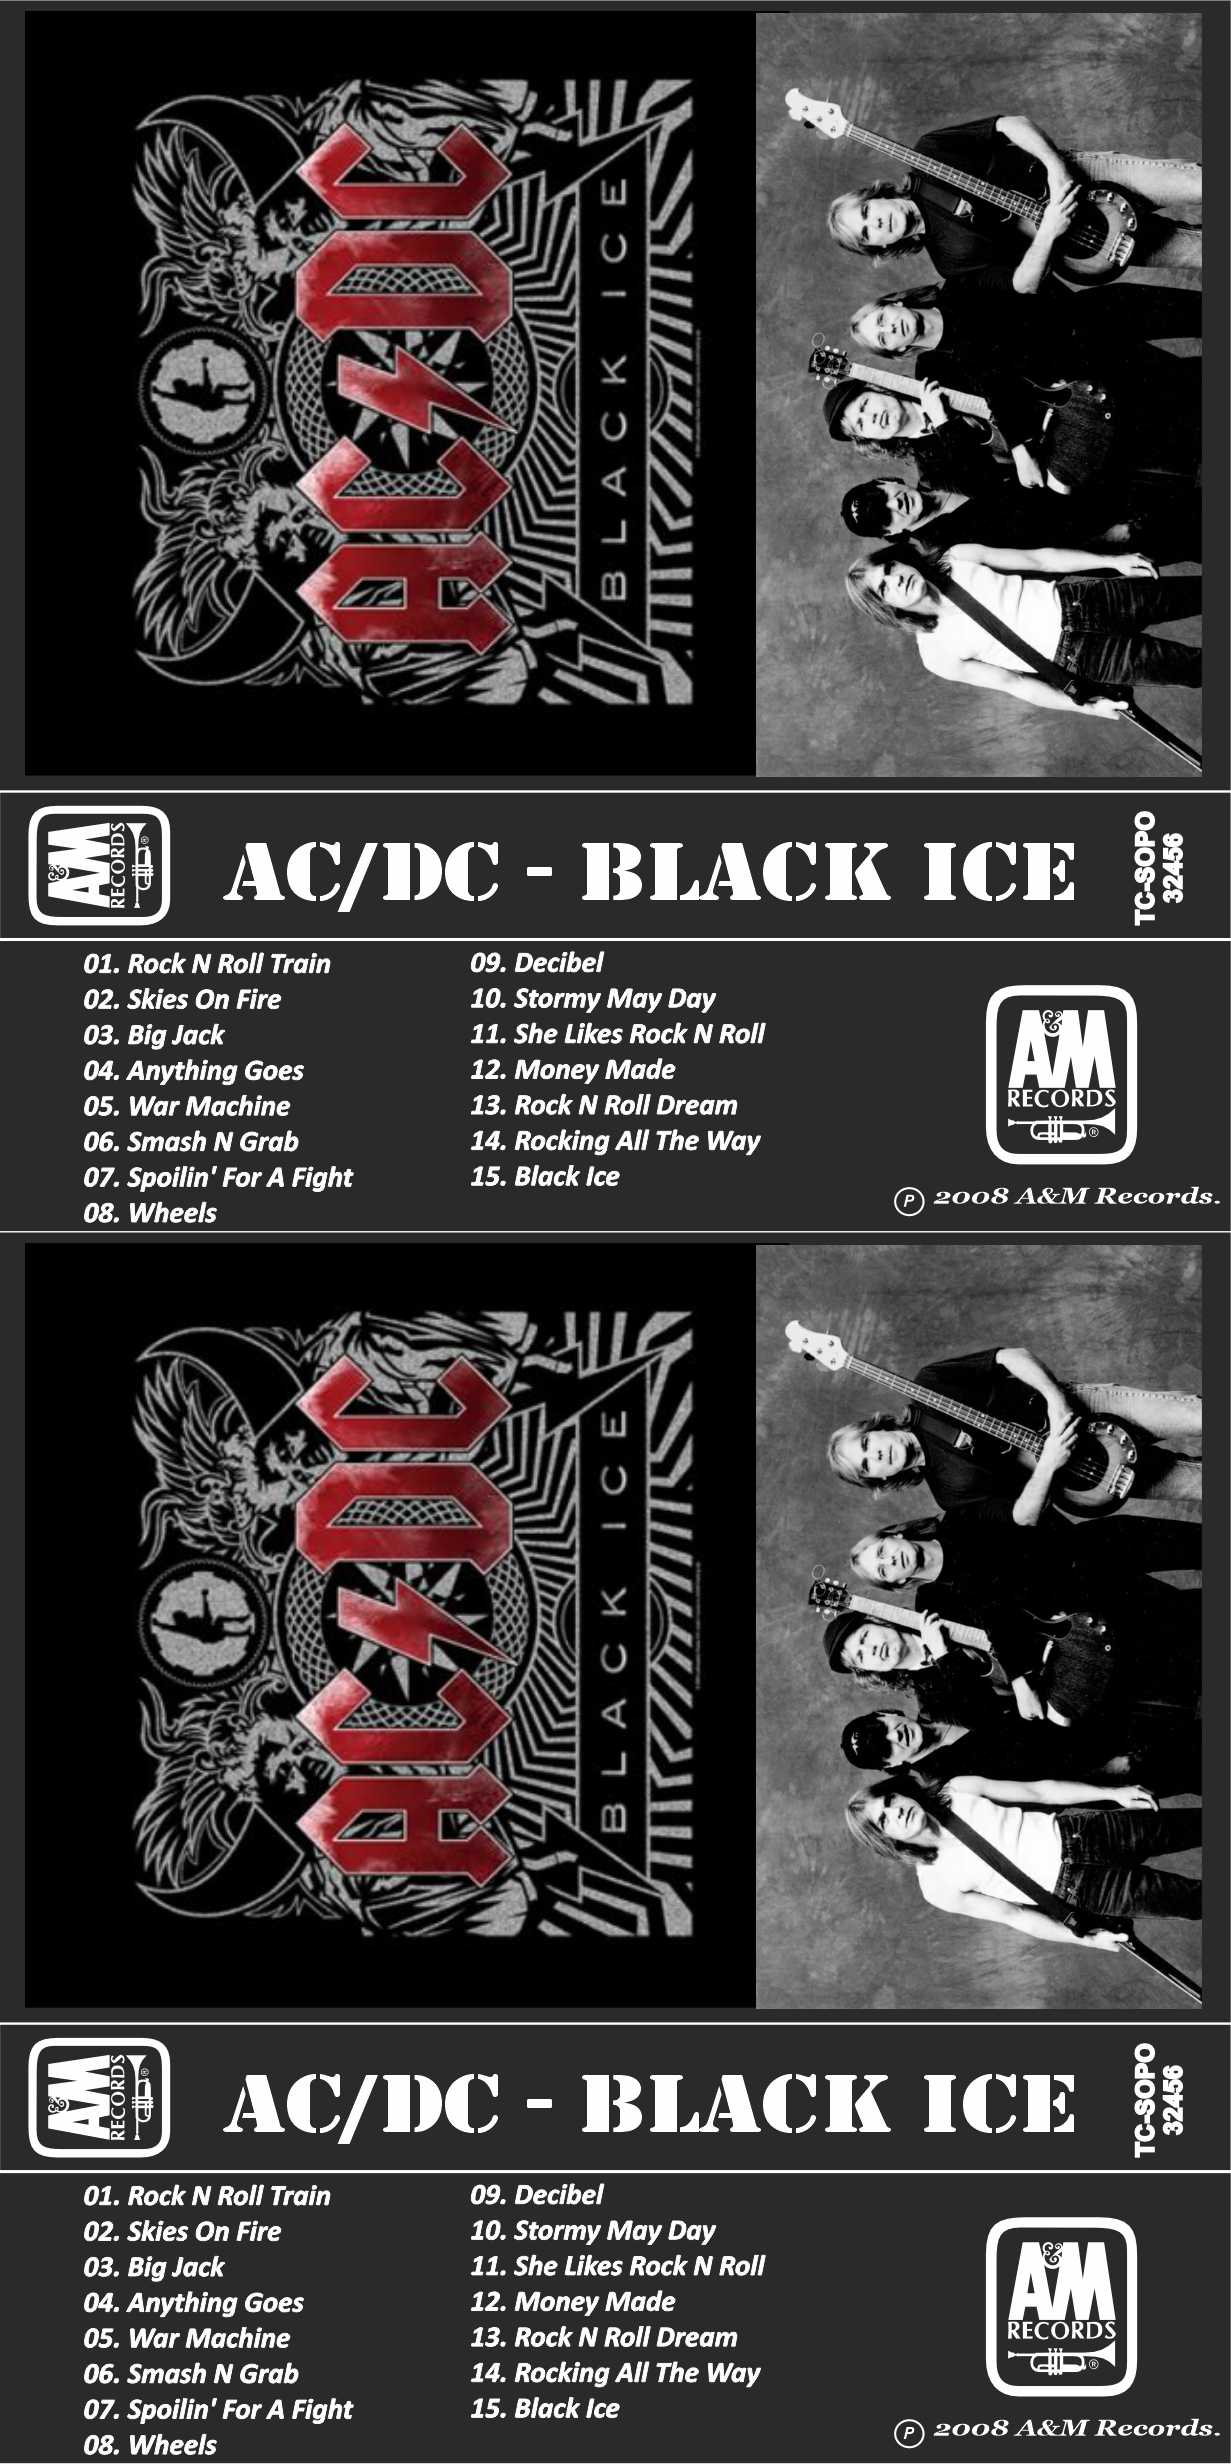 AC DC
BLACK ICE
A&M
RECORDS
®
AC/DC - BLACK ICE
TC-SOPO
32456
01. Rock N Roll Train
02. Skies On Fire
03. Big Jack
04. Anything Goes
05. War Machine
06. Smash N Grab
07. Spoilin' For A Fight
08. Wheels
09. Decibel
10. Stormy May Day
11. She Likes Rock N Roll
12. Money Made
13. Rock N Roll Dream
14. Rocking All The Way
15. Black Ice
A&M
RECORDS
®
Ⓟ 2008 A&M Records.
AC DC
BLACK ICE
A&M
RECORDS
®
AC/DC - BLACK ICE
TC-SOPO
32456
01. Rock N Roll Train
02. Skies On Fire
03. Big Jack
04. Anything Goes
05. War Machine
06. Smash N Grab
07. Spoilin' For A Fight
08. Wheels
09. Decibel
10. Stormy May Day
11. She Likes Rock N Roll
12. Money Made
13. Rock N Roll Dream
14. Rocking All The Way
15. Black Ice
A&M
RECORDS
®
Ⓟ 2008 A&M Records.